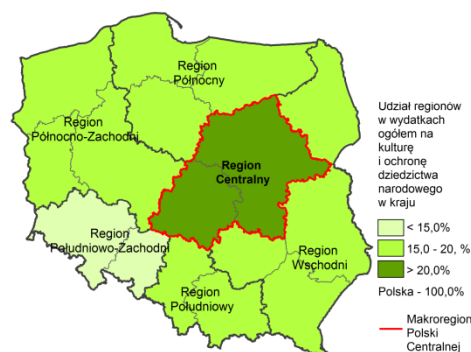 Region
Północny
Region
Północno-Zachodni
Region
Centralny
Region
Południowo-Zachodni
Region
Wschodni
Region
Południowy
Udział regionów
w wydatkach
ogółem na
kulturę
i ochronę
dziedzictwa
narodowego
w kraju
< 15,0%
15,0 - 20, %
> 20,0%
Polska - 100,0%
Makroregion
Polski
Centralnej